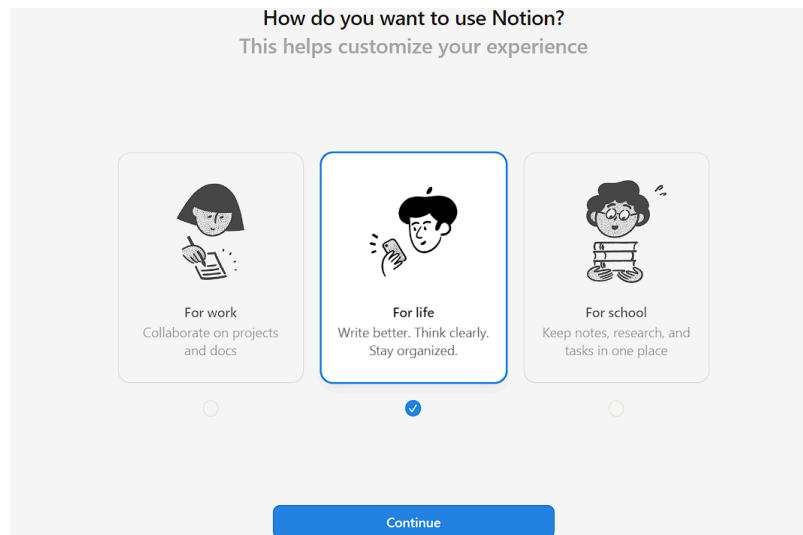 How do you want to use Notion?
This helps customize your experience
For work
Collaborate on projects
and docs
For life
Write better. Think clearly.
Stay organized.
For school
Keep notes, research, and
tasks in one place
Continue